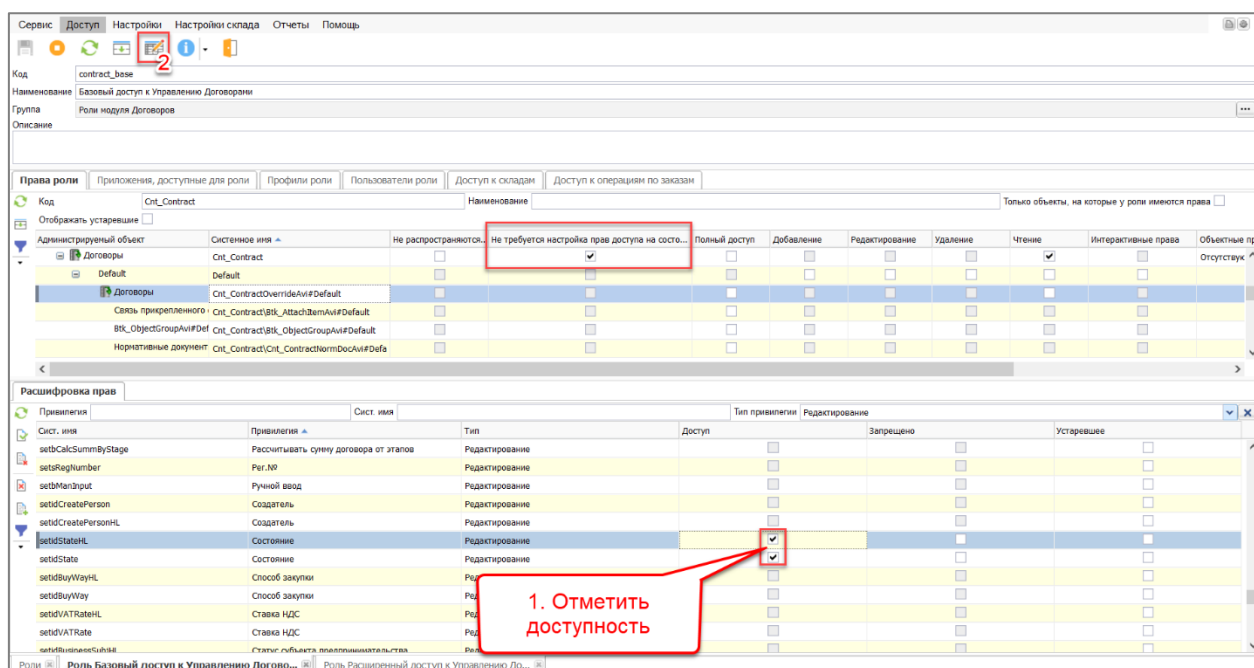 Сервис Доступ Настройки Настройки склада Отчеты Помощь
2
Код contract_base
Наименование Базовый доступ к Управлению Договорами
Группа Роли модуля Договоров ...
Описание
Права роли Приложения, доступные для роли Профили роли Пользователи роли Доступ к складам Доступ к операциям по заказам
Код Cnt_Contract Наименование Только объекты, на которые у роли имеются права
Отображать устаревшие
Администрируемый объект Системное имя Не распространяются... Не требуется настройка прав доступа на состо... Полный доступ Добавление Редактирование Удаление Чтение Интерактивные права Объектные пр
Договоры Cnt_Contract Отсутствук
Default Default
Договоры Cnt_ContractOverrideAvi#Default
Связь прикрепленного Cnt_Contract\Btk_AttachItemAvi#Default
Btk_ObjectGroupAvi#Def Cnt_Contract\Btk_ObjectGroupAvi#Default
Нормативные документ Cnt_Contract\Cnt_ContractNormDocAvi#Defa
Расшифровка прав
Привилегия Сист. имя Тип привилегии Редактирование
Сист. имя Привилегия Тип Доступ Запрещено Устаревшее
setbCalcSummByStage Рассчитывать сумму договора от этапов Редактирование
setsRegNumber Рег.№ Редактирование
setbManInput Ручной ввод Редактирование
setidCreatePerson Создатель Редактирование
setidCreatePersonHL Создатель Редактирование
setidStateHL Состояние Редактирование
setidState Состояние Редактирование
setidBuyWayHL Способ закупки Ред
setidBuyWay Способ закупки Ред
setidVATRateHL Ставка НДС Ред
setidVATRate Ставка НДС Ред
setidBusinessSubjHL Статус субъекта предпринимательства Ред
1. Отметить
доступность
Роли Роль Базовый доступ к Управлению Догово... Роль Расширенный доступ к Управлению До...